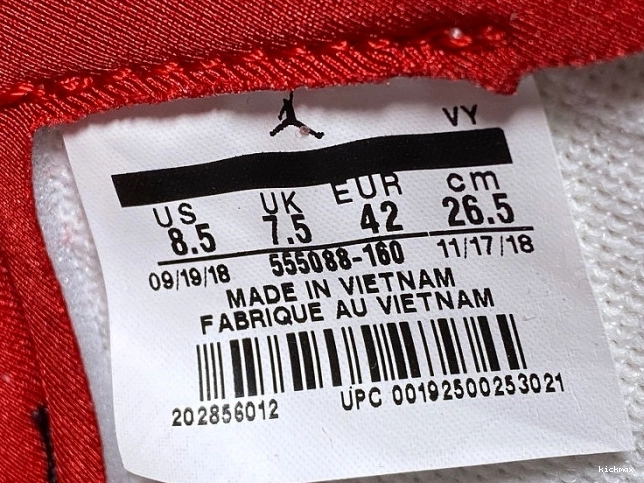 VY
US UK EUR cm
8.5 7.5 42 26.5
09/19/18 555088-160 11/17/18
MADE IN VIETNAM
FABRIQUE AU VIETNAM
202856012 UPC 00192500253021
kickmax